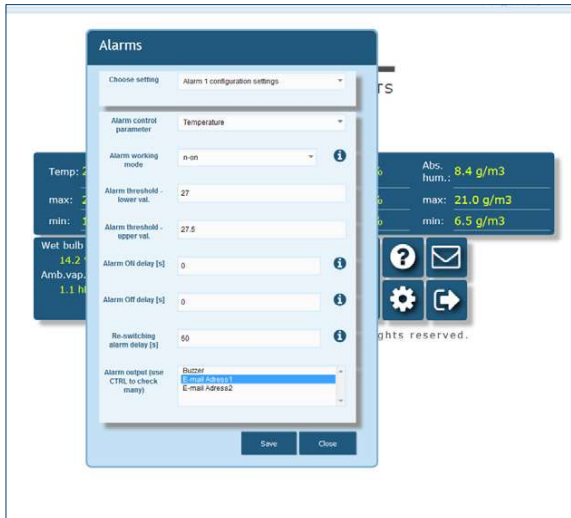 Alarms
Choose setting
Alarm 1 configuration settings
TS
Alarm control
parameter
Temperature
Alarm working
mode
n-on
Alarm threshold -
lower val.
27
Alarm threshold -
upper val.
27.5
Alarm ON delay [s]
0
Alarm Off delay [s]
0
Re-switching
alarm delay [s]
60
Alarm output (use
CTRL to check
many)
Buzzer
E-mail Adress1
E-mail Adress2
Save
Close
Temp:
max:
min:
Wet bulb
14.2
Amb.vap.
1.1
Abs.
hum.:
8.4 g/m3
max: 21.0 g/m3
min: 6.5 g/m3
ghts reserved.